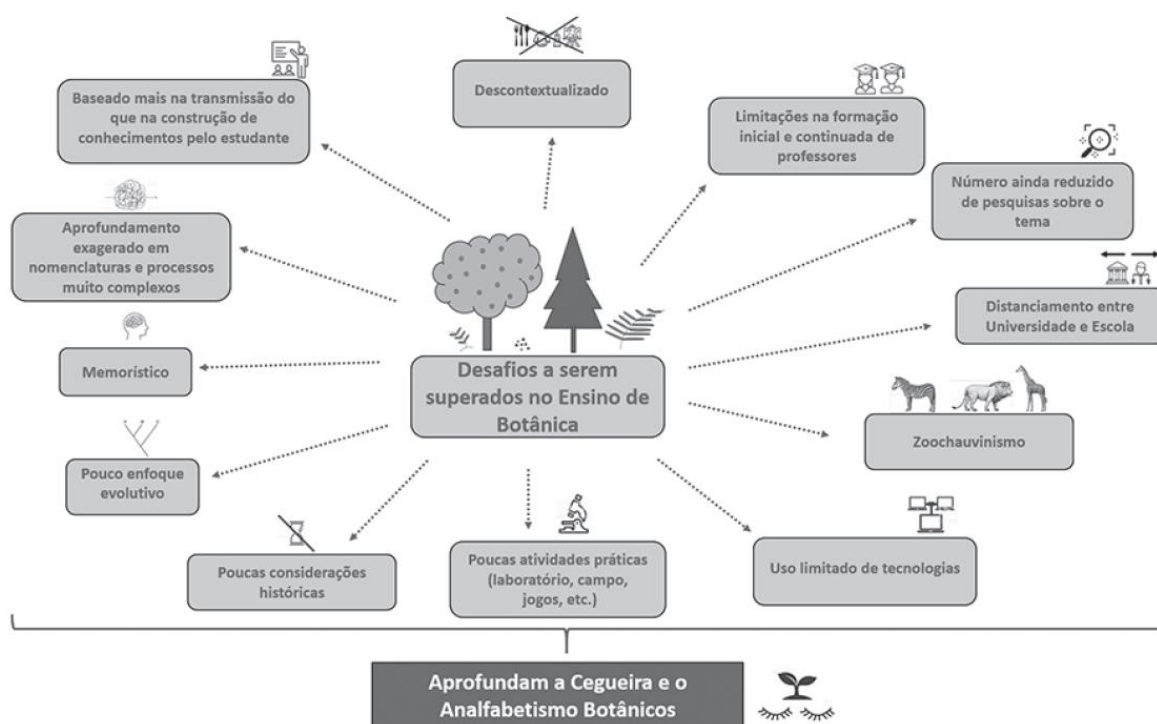 Baseado mais na transmissão do
que na construção de
conhecimentos pelo estudante
Descontextualizado
Limitações na formação
inicial e continuada de
professores
Número ainda reduzido
de pesquisas sobre o
tema
Aprofundamento
exagerado em
nomenclaturas e processos
muito complexos
Distanciamento entre
Universidade e Escola
Memorístico
Desafios a serem
superados no Ensino de
Botânica
Zoochauvinismo
Pouco enfoque
evolutivo
Poucas considerações
históricas
Poucas atividades práticas
(laboratório, campo,
jogos, etc.)
Uso limitado de tecnologias
Aprofundam a Cegueira e o
Analfabetismo Botânicos